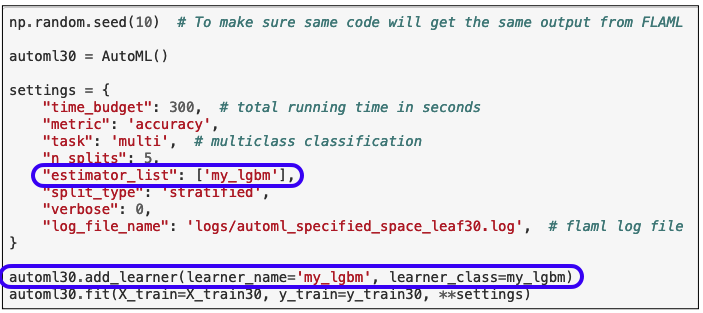 np.random.seed(10)  # To make sure same code will get the same output from FLAML
automl30 = AutoML()
settings = {
    "time_budget": 300,  # total running time in seconds
    "metric": 'accuracy',
    "task": 'multi',  # multiclass classification
    "n_splits": 5,
    "estimator_list": ['my_lgbm'],
    "split_type": 'stratified',
    "verbose": 0,
    "log_file_name": 'logs/automl_specified_space_leaf30.log',  # flaml log file
}
automl30.add_learner(learner_name='my_lgbm', learner_class=my_lgbm)
automl30.fit(X_train=X_train30, y_train=y_train30, **settings)